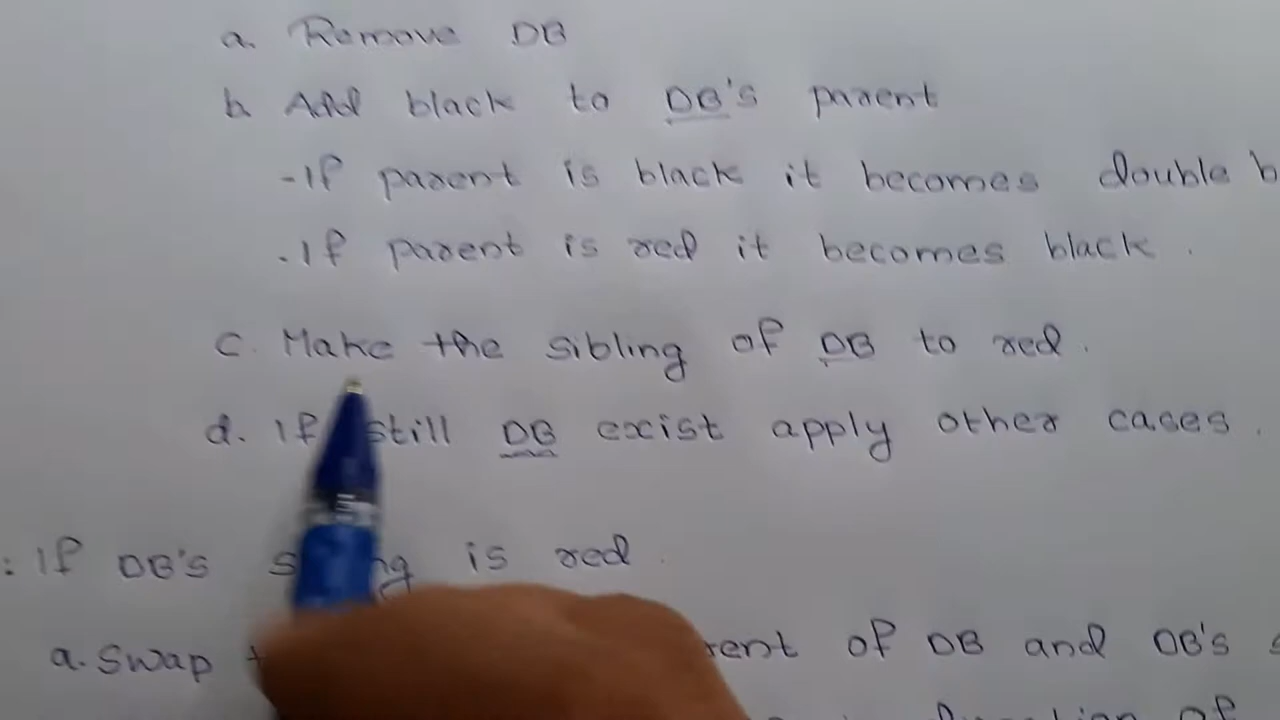 a. Remove DB
b Add black to DB's parent
-If parent is black it becomes double b
-If parent is red it becomes black.
c. Make the sibling of DB to red.
d. If still DB exist apply other cases.
: If DB's is red.
a. Swap of DB and DB's
of